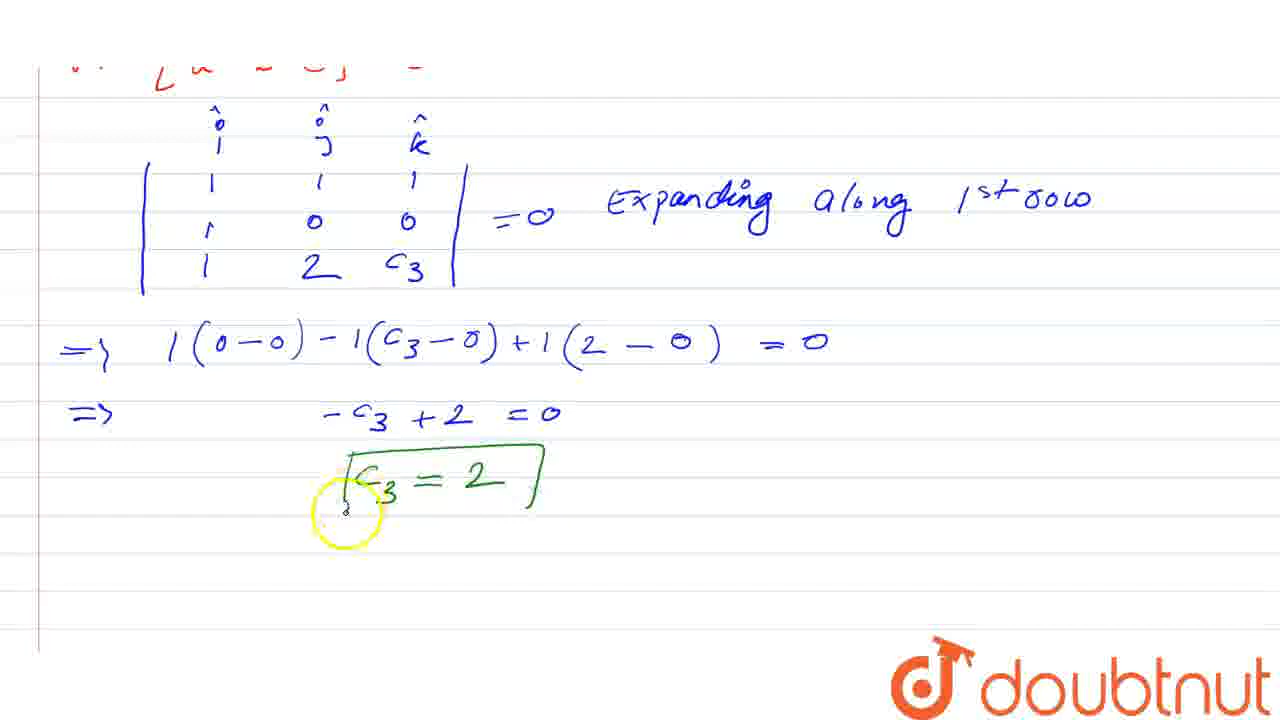 î ĵ k̂
| 1 1 1 |
| 1 0 0 | = 0 Expanding along 1st row
| 1 2 c₃ |
=> 1(0-0) - 1(c₃-0) + 1(2-0) = 0
=> -c₃ + 2 = 0
c₃ = 2
doubtnut